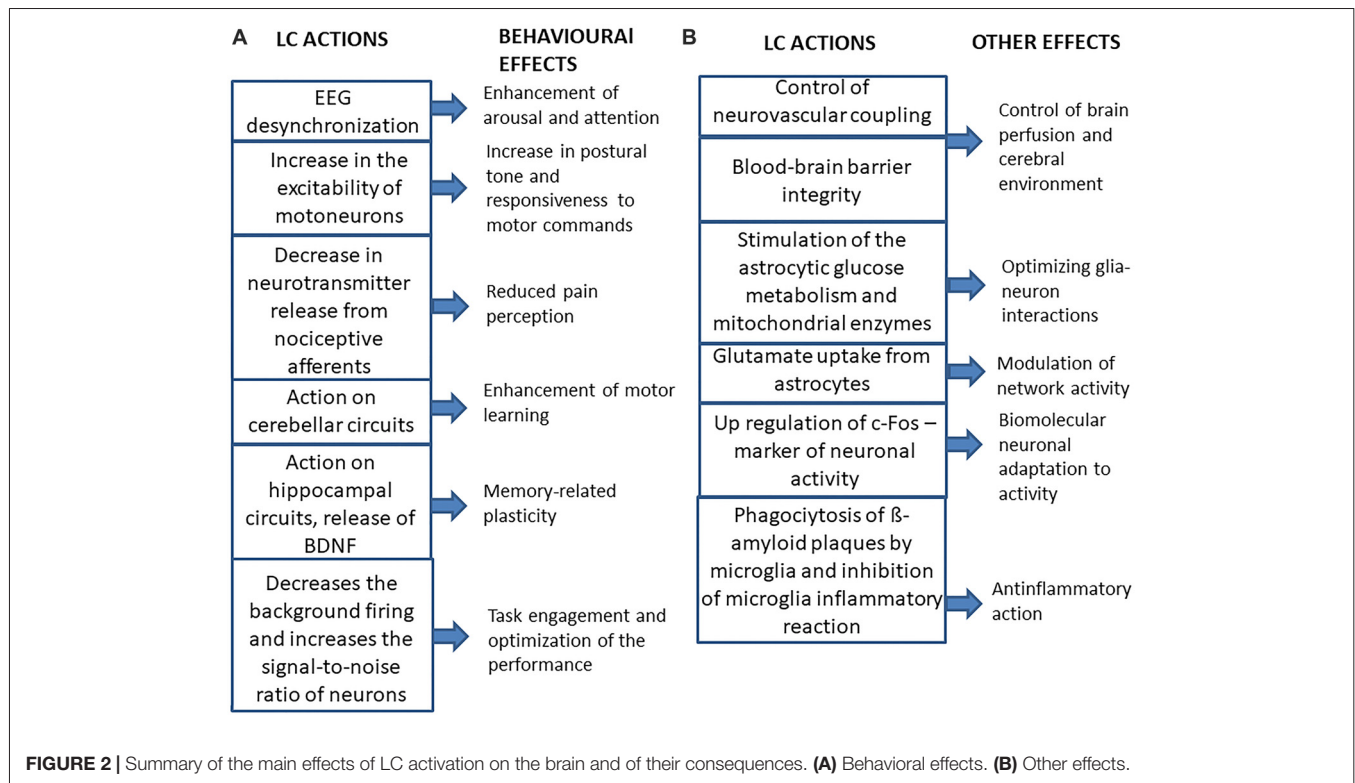 A
LC ACTIONS
BEHAVIOURAl
EFFECTS
EEG
desynchronization
Enhancement of
arousal and attention
Increase in the
excitability of
motoneurons
Increase in postural
tone and
responsiveness to
motor commands
Decrease in
neurotransmitter
release from
nociceptive
afferents
Reduced pain
perception
Action on
cerebellar circuits
Enhancement of motor
learning
Action on
hippocampal
circuits, release of
BDNF
Memory-related
plasticity
Decreases the
background firing
and increases the
signal-to-noise
ratio of neurons
Task engagement and
optimization of the
performance
B
LC ACTIONS
OTHER EFFECTS
Control of
neurovascular coupling
Blood-brain barrier
integrity
Control of brain
perfusion and
cerebral
environment
Stimulation of the
astrocytic glucose
metabolism and
mitochondrial enzymes
Optimizing glia-
neuron
interactions
Glutamate uptake from
astrocytes
Modulation of
network activity
Up regulation of c-Fos –
marker of neuronal
activity
Biomolecular
neuronal
adaptation to
activity
Phagociytosis of ß-
amyloid plaques by
microglia and inhibition
of microglia inflammatory
reaction
Antinflammatory
action
FIGURE 2 | Summary of the main effects of LC activation on the brain and of their consequences. (A) Behavioral effects. (B) Other effects.